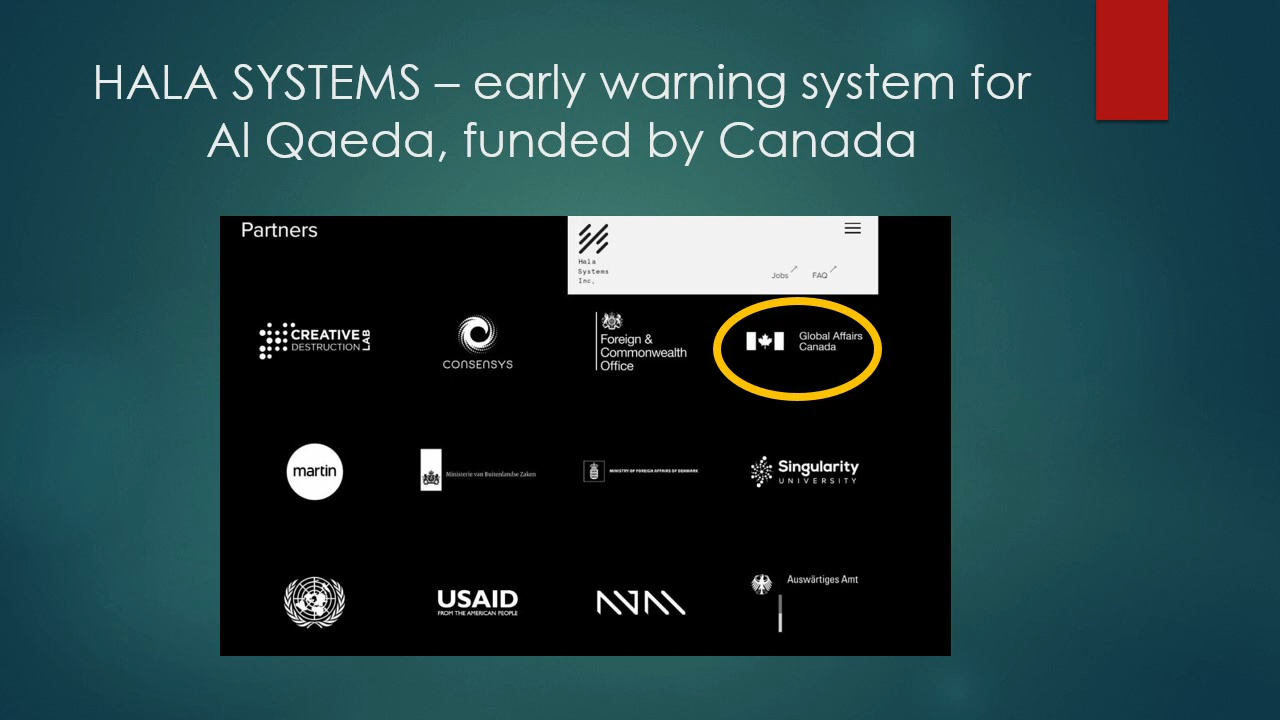 HALA SYSTEMS – early warning system for
Al Qaeda, funded by Canada
Partners
Hala
Systems
Inc,
Jobs
FAQ
CREATIVE
DESTRUCTION
LAB
CONSENSYS
Foreign &
Commonwealth
Office
Global Affairs
Canada
martin
Ministerie van Buitenlandse Zaken
MINISTRY OF FOREIGN AFFAIRS OF DENMARK
Singularity
UNIVERSITY
USAID
FROM THE AMERICAN PEOPLE
Auswärtiges Amt